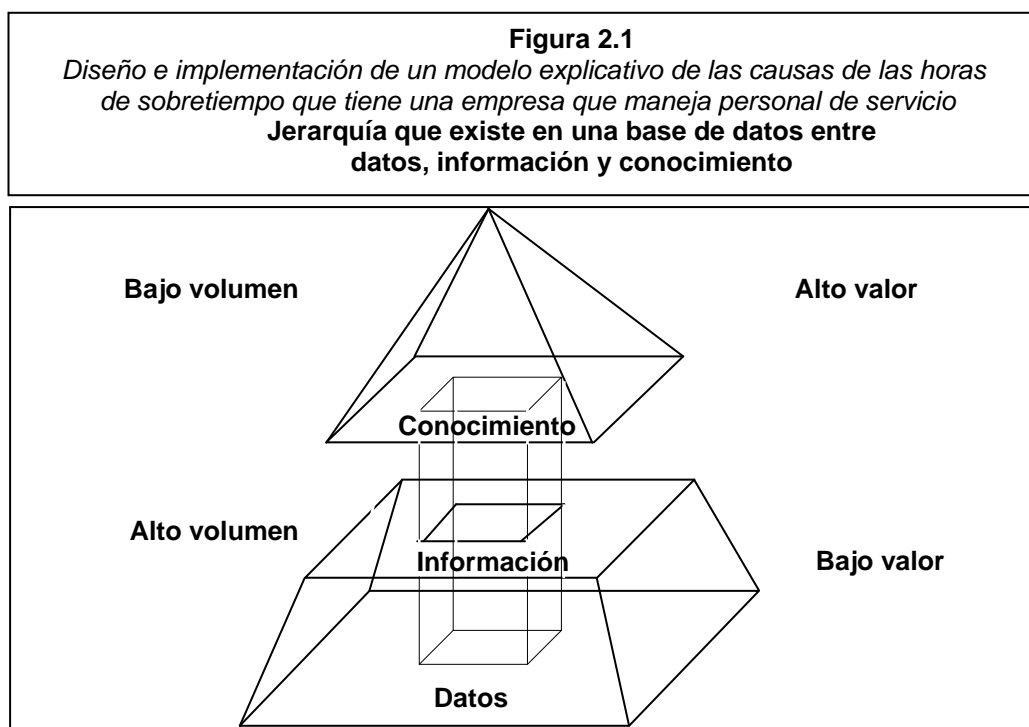 Figura 2.1
Diseño e implementación de un modelo explicativo de las causas de las horas
de sobretiempo que tiene una empresa que maneja personal de servicio
Jerarquía que existe en una base de datos entre
datos, información y conocimiento
Bajo volumen
Alto valor
Conocimiento
Alto volumen
Información
Bajo valor
Datos